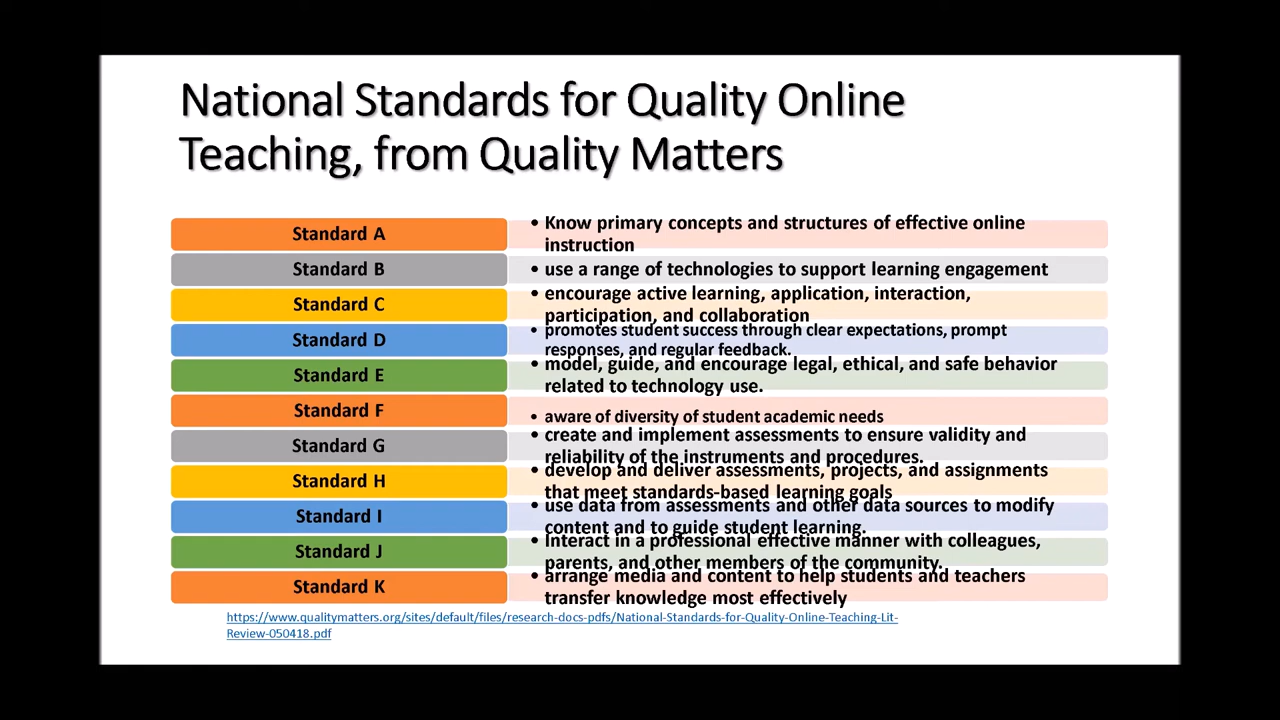 National Standards for Quality Online
Teaching, from Quality Matters
Standard A
• Know primary concepts and structures of effective online
instruction
Standard B
• use a range of technologies to support learning engagement
Standard C
• encourage active learning, application, interaction,
participation, and collaboration
Standard D
• promotes student success through clear expectations, prompt
responses, and regular feedback.
Standard E
• model, guide, and encourage legal, ethical, and safe behavior
related to technology use.
Standard F
• aware of diversity of student academic needs
Standard G
• create and implement assessments to ensure validity and
reliability of the instruments and procedures.
Standard H
• develop and deliver assessments, projects, and assignments
that meet standards-based learning goals
Standard I
• use data from assessments and other data sources to modify
content and to guide student learning.
Standard J
• Interact in a professional effective manner with colleagues,
parents, and other members of the community.
Standard K
• arrange media and content to help students and teachers
transfer knowledge most effectively
https://www.qualitymatters.org/sites/default/files/research-docs-pdfs/National-Standards-for-Quality-Online-Teaching-Lit-
Review-050418.pdf